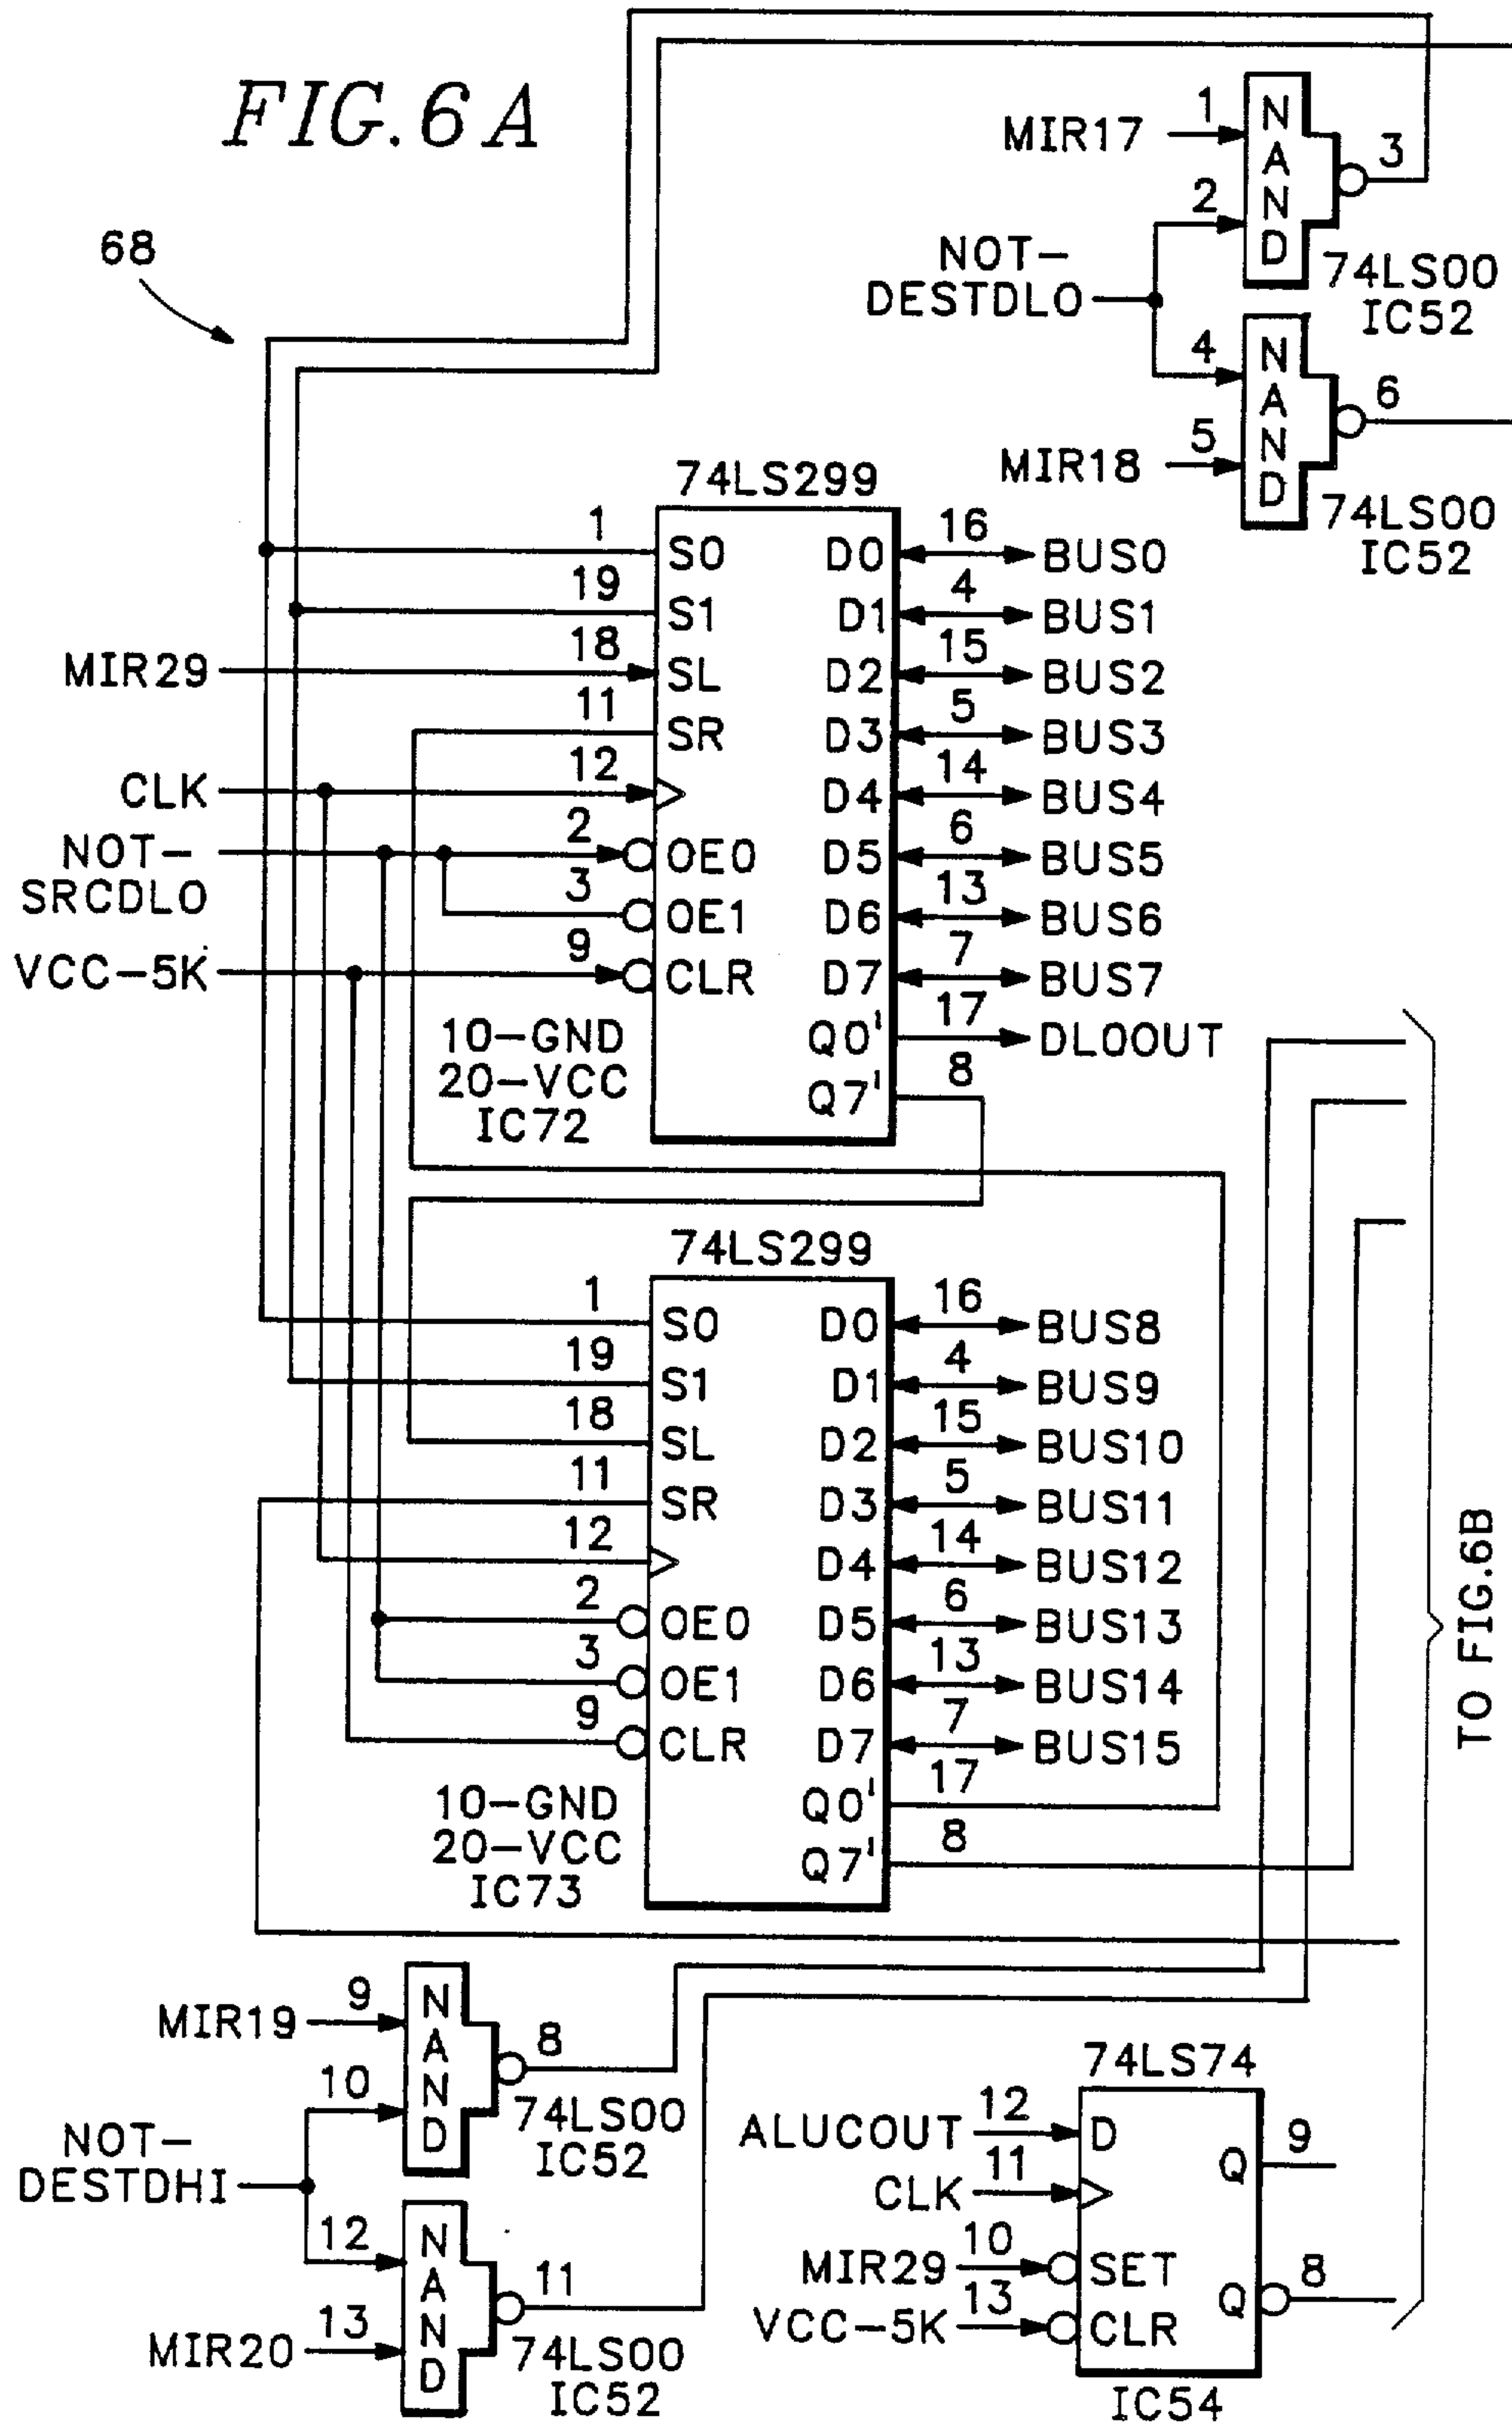 FIG.6A
68
MIR17
1
2
NAND
3
NOT-
DESTDLO
74LS00
IC52
4
5
NAND
6
MIR18
74LS00
IC52
74LS299
1 S0 D0 16 BUS0
19 S1 D1 4 BUS1
MIR29 18 SL D2 15 BUS2
11 SR D3 5 BUS3
CLK 12 D4 14 BUS4
NOT-
SRCDLO
2 OE0 D5 6 BUS5
3 OE1 D6 13 BUS6
VCC-5K 9 CLR D7 7 BUS7
Q0' 17 DLOOUT
Q7' 8
10-GND
20-VCC
IC72
74LS299
1 S0 D0 16 BUS8
19 S1 D1 4 BUS9
18 SL D2 15 BUS10
11 SR D3 5 BUS11
12 D4 14 BUS12
2 OE0 D5 6 BUS13
3 OE1 D6 13 BUS14
9 CLR D7 7 BUS15
Q0' 17
Q7' 8
10-GND
20-VCC
IC73
TO FIG.6B
MIR19 9
10
NAND
8
74LS00
IC52
NOT-
DESTDHI
12
MIR20 13
NAND
11
74LS00
IC52
74LS74
ALUCOUT 12 D
CLK 11
Q 9
MIR29 10 SET
VCC-5K 13 CLR
Q 8
IC54